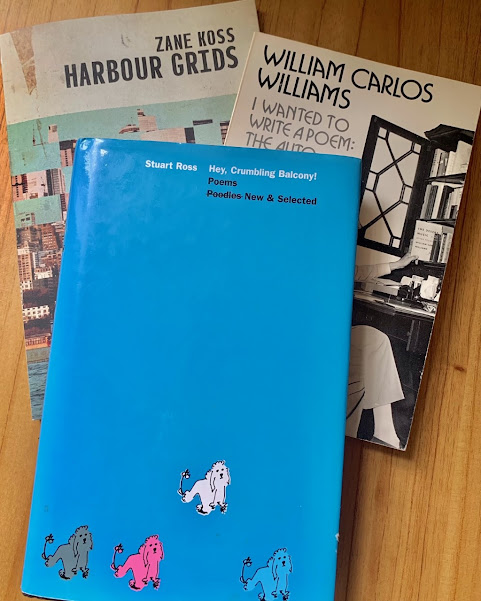 ZANE KOSS
HARBOUR GRIDS
WILLIAM CARLOS
WILLIAMS
I WANTED TO
WRITE A POEM:
THE AUTO
Stuart Ross Hey, Crumbling Balcony!
Poems
Poodles New & Selected